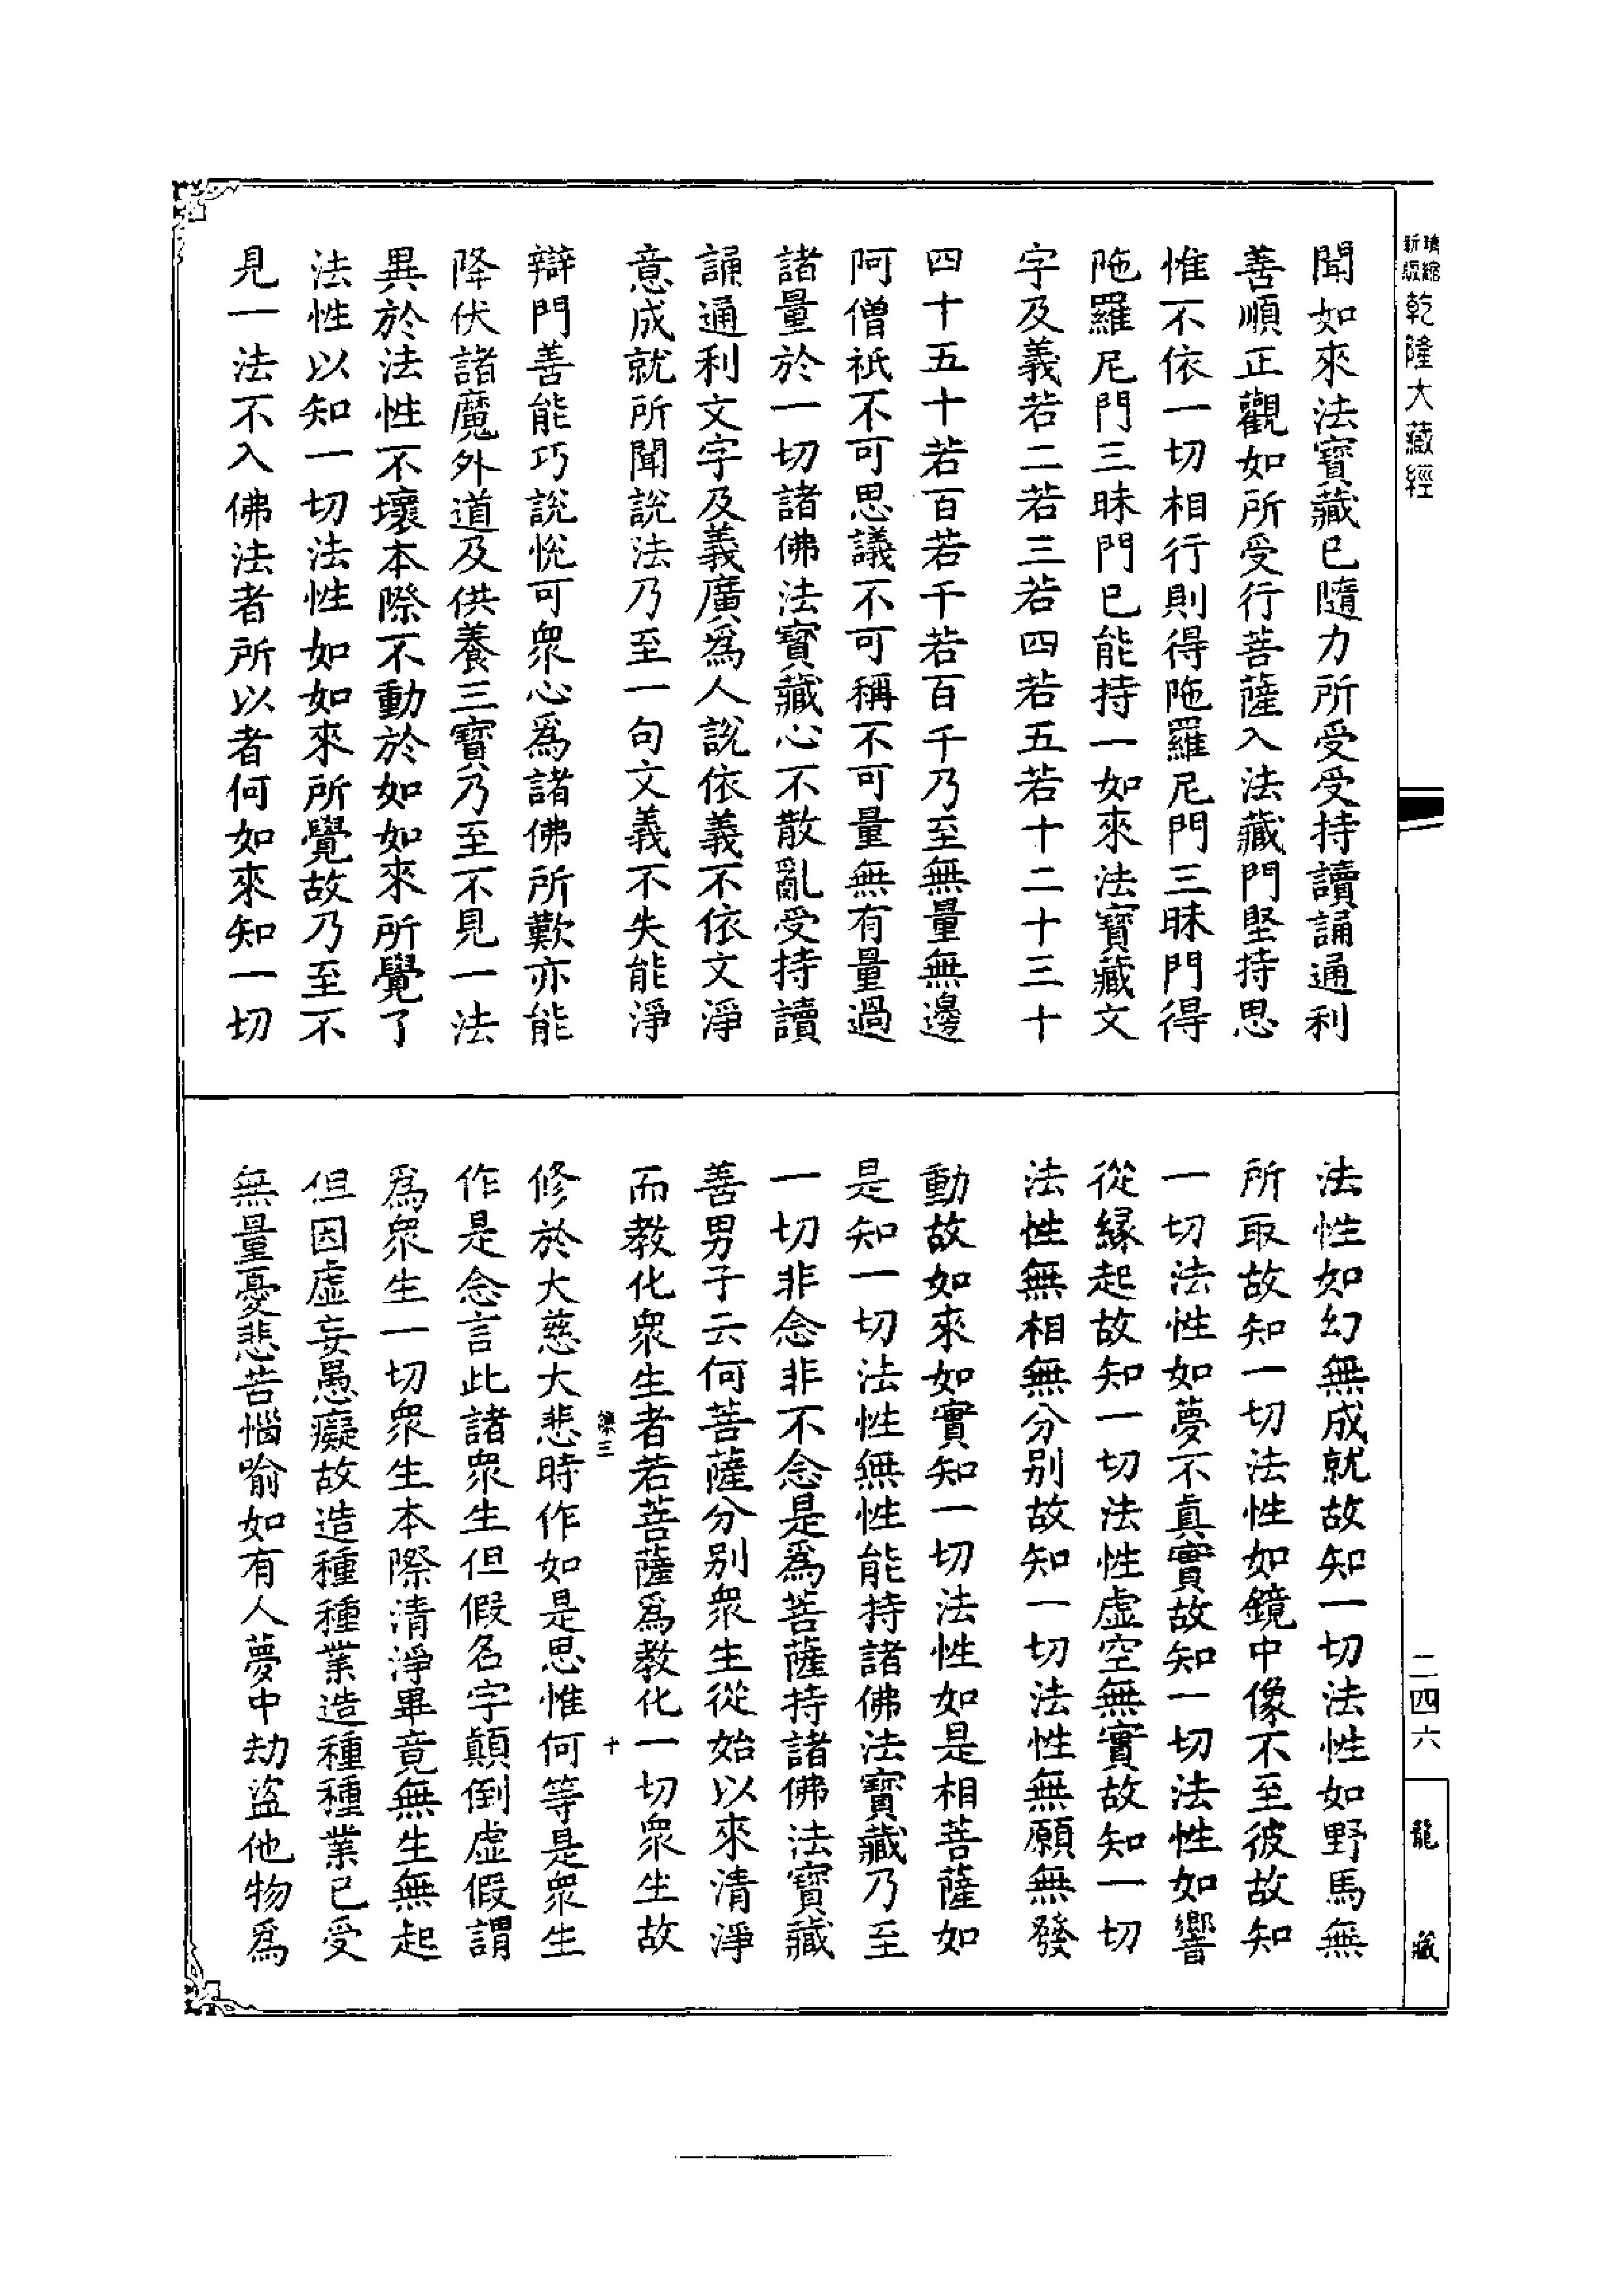 新版
縮
乾隆大藏經
聞如來法寶藏已隨力所受受持讀誦通利
善順正觀如所受行菩薩入法藏門堅持思
惟不依一切相行則得陁羅尼門三昧門得
陁羅尼門三昧門已能持一如來法寶藏文
字及義若二若三若四若五若十二十三十
四十五十若百若千若百千乃至無量無邊
阿僧祇不可思議不可稱不可量無有量過
諸量於一切諸佛法寶藏心不散亂受持讀
誦通利文字及義廣爲人說依義不依文淨
意成就所聞說法乃至一句文義不失能淨
辯門善能巧說悅可衆心爲諸佛所歎亦能
降伏諸魔外道及供養三寶乃至不見一法
異於法性不壞本際不動於如如來所覺了
法性以知一切法性如如來所覺故乃至不
見一法不入佛法者所以者何如來知一切
法性如幻無成就故知一切法性如野馬無
所取故知一切法性如鏡中像不至彼故知
一切法性如夢不真實故知一切法性如響
從緣起故知一切法性虛空無實故知一切
法性無相無分別故知一切法性無願無發
動故如來如實知一切法性如是相菩薩如
是知一切法性無性能持諸佛法寶藏乃至
一切非念非不念是爲菩薩持諸佛法寶藏
善男子云何菩薩分別衆生從始以來清淨
而教化衆生者若菩薩爲教化一切衆生故
三 十
修於大慈大悲時作如是思惟何等是衆生
作是念言此諸衆生但假名字顛倒虛假謂
爲衆生一切衆生本際清淨畢竟無生無起
但因虛妄愚癡故造種種業造種種業已受
無量憂悲苦惱喻如有人夢中劫盜他物爲
二四六
龍藏